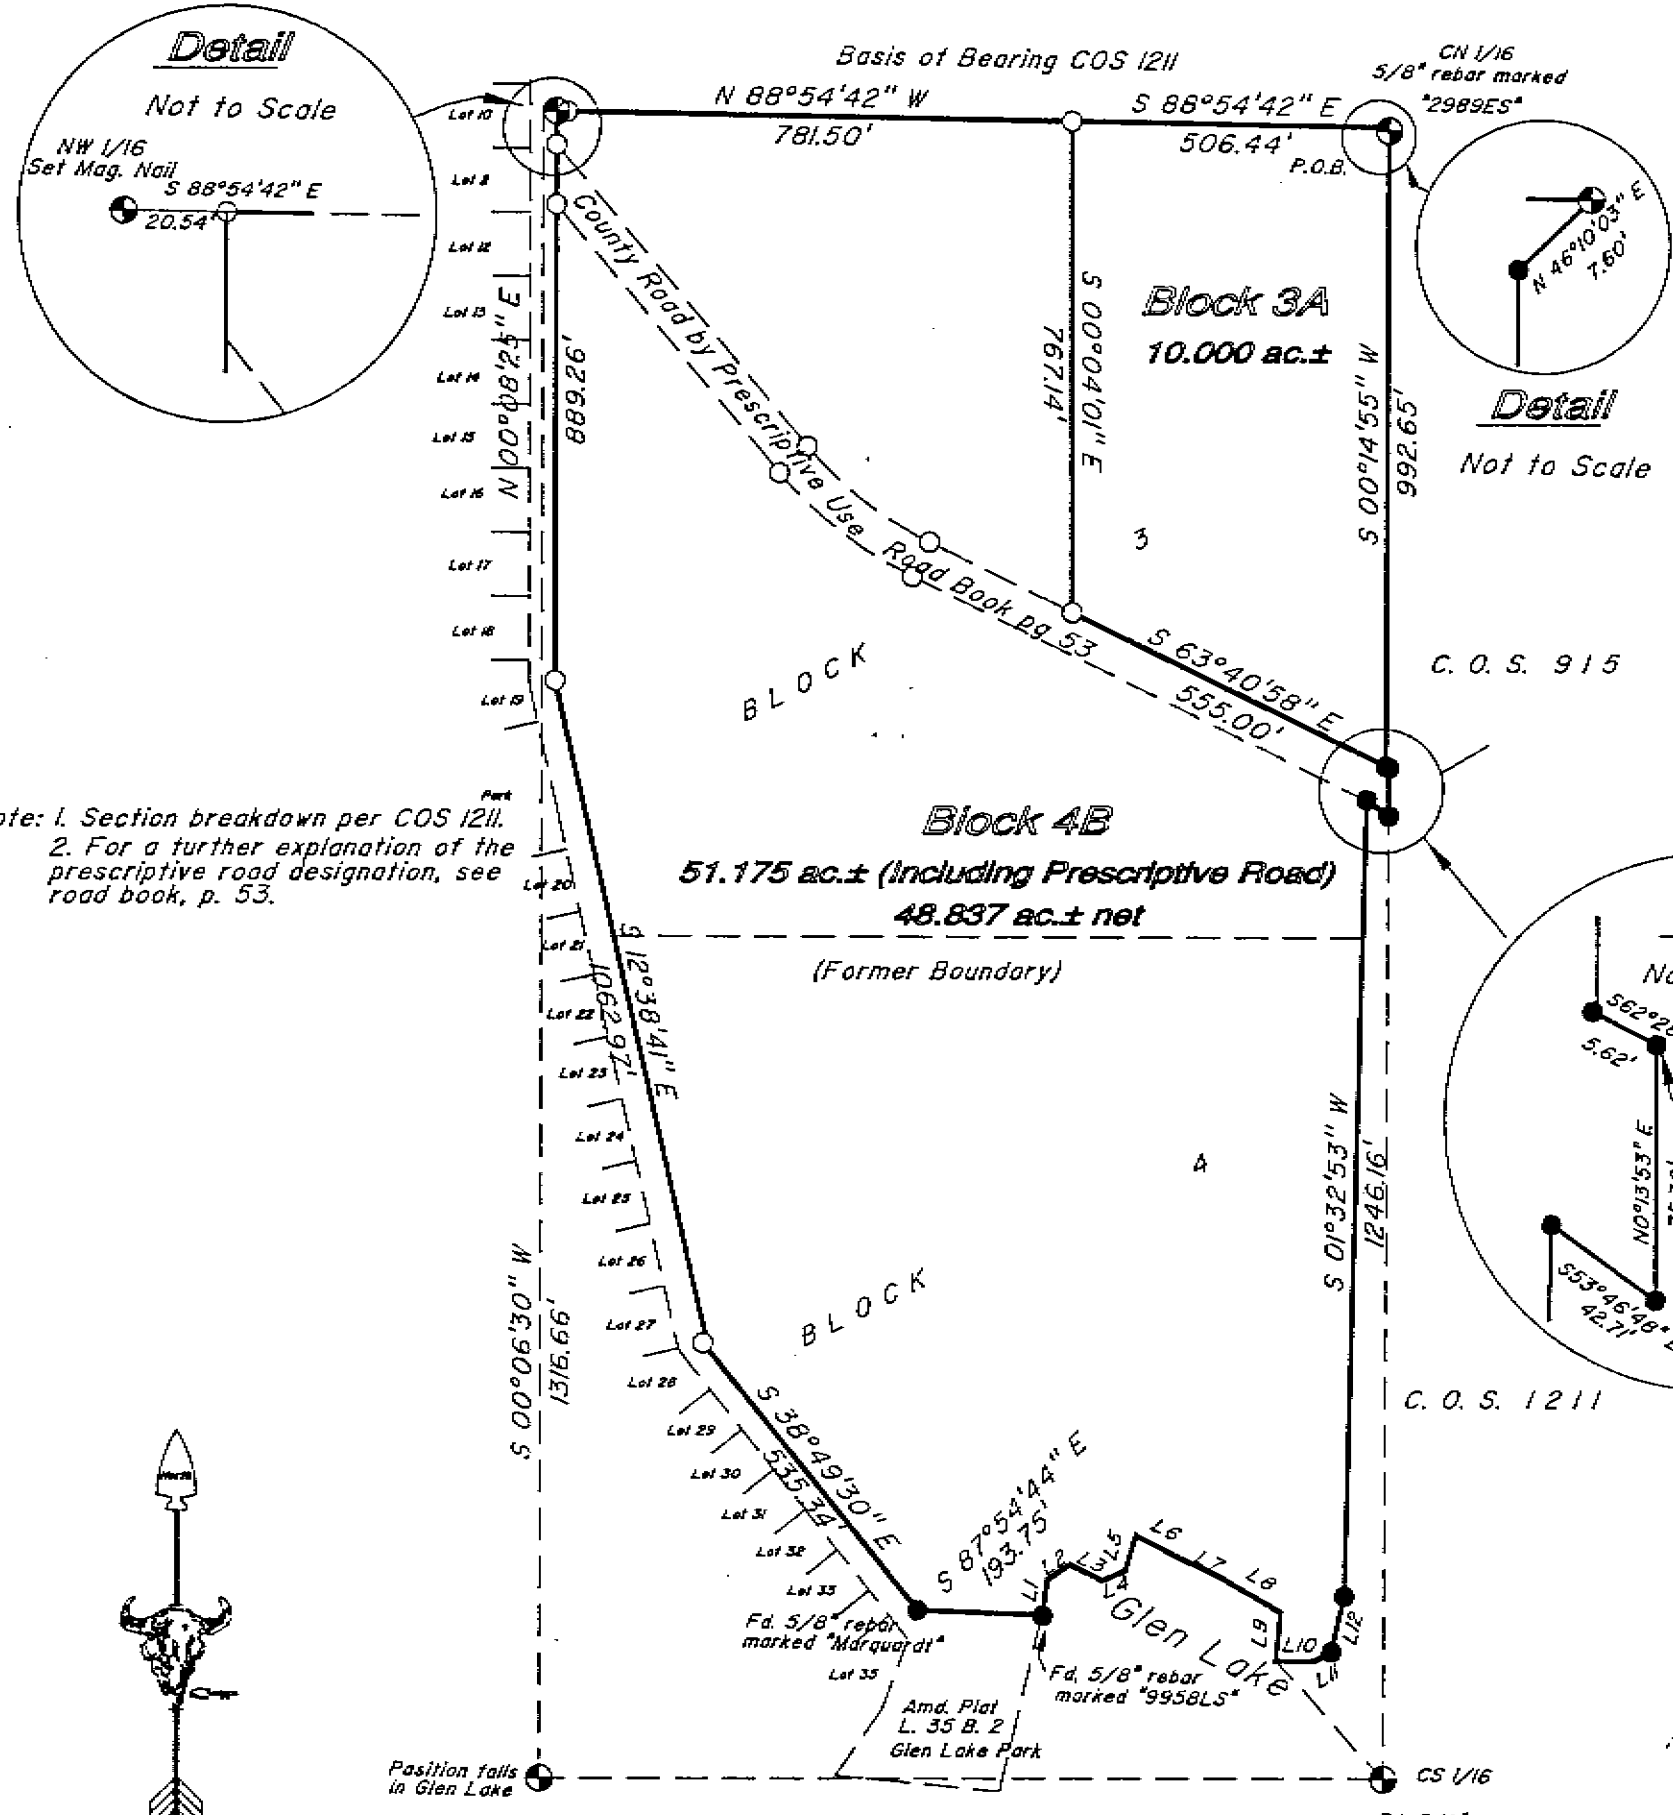 Detail
Not to Scale
NW 1/16
Set Mag. Nail
S 88°54'42" E
20.54'
Basis of Bearing COS 1211
N 88°54'42" W
781.50'
S 88°54'42" E
506.44'
P.O.B.
CN 1/16
5/8" rebar marked
"2989ES"
N 46°10'03" E
7.60'
Detail
Not to Scale
Lot 10
Lot 12
Lot 13
Lot 14
Lot 15
Lot 16
Lot 17
Lot 18
Lot 19
Park
N 00°08'25" E
889.26'
County Road by Prescriptive Use Road Book pg 53
S 00°04'01" E
767.14'
Block 3A
10.000 ac.±
S 00°14'55" W
992.65'
3
BLOCK
S 63°40'58" E
555.00'
C. O. S. 915
1. Section breakdown per COS 1211.
2. For a further explanation of the
prescriptive road designation, see
road book, p. 53.
Block 4B
51.175 ac.± (Including Prescriptive Road)
48.837 ac.± net
(Former Boundary)
Lot 20
Lot 21
Lot 22
Lot 23
Lot 24
Lot 25
Lot 26
Lot 27
Lot 28
Lot 29
Lot 30
Lot 31
Lot 32
Lot 33
S 12°38'41" E
1062.97'
5.62'
N0°13'53" E
S53°46'48"
42.71'
4
S 01°32'53" W
1246.16'
BLOCK
S 00°06'30" W
1316.66'
C. O. S. 1211
North
S 38°49'30" E
535.34'
S 87°54'44" E
193.75'
L1
L2
L3
L4
L5
L6
L7
L8
L9
L10
L11
L12
Glen Lake
Fd. 5/8" rebar
marked "Marquardt"
Lot 35
Fd. 5/8" rebar
marked "9958LS"
Amd. Plat
L. 35 B. 2
Glen Lake Park
Position falls
in Glen Lake
CS 1/16